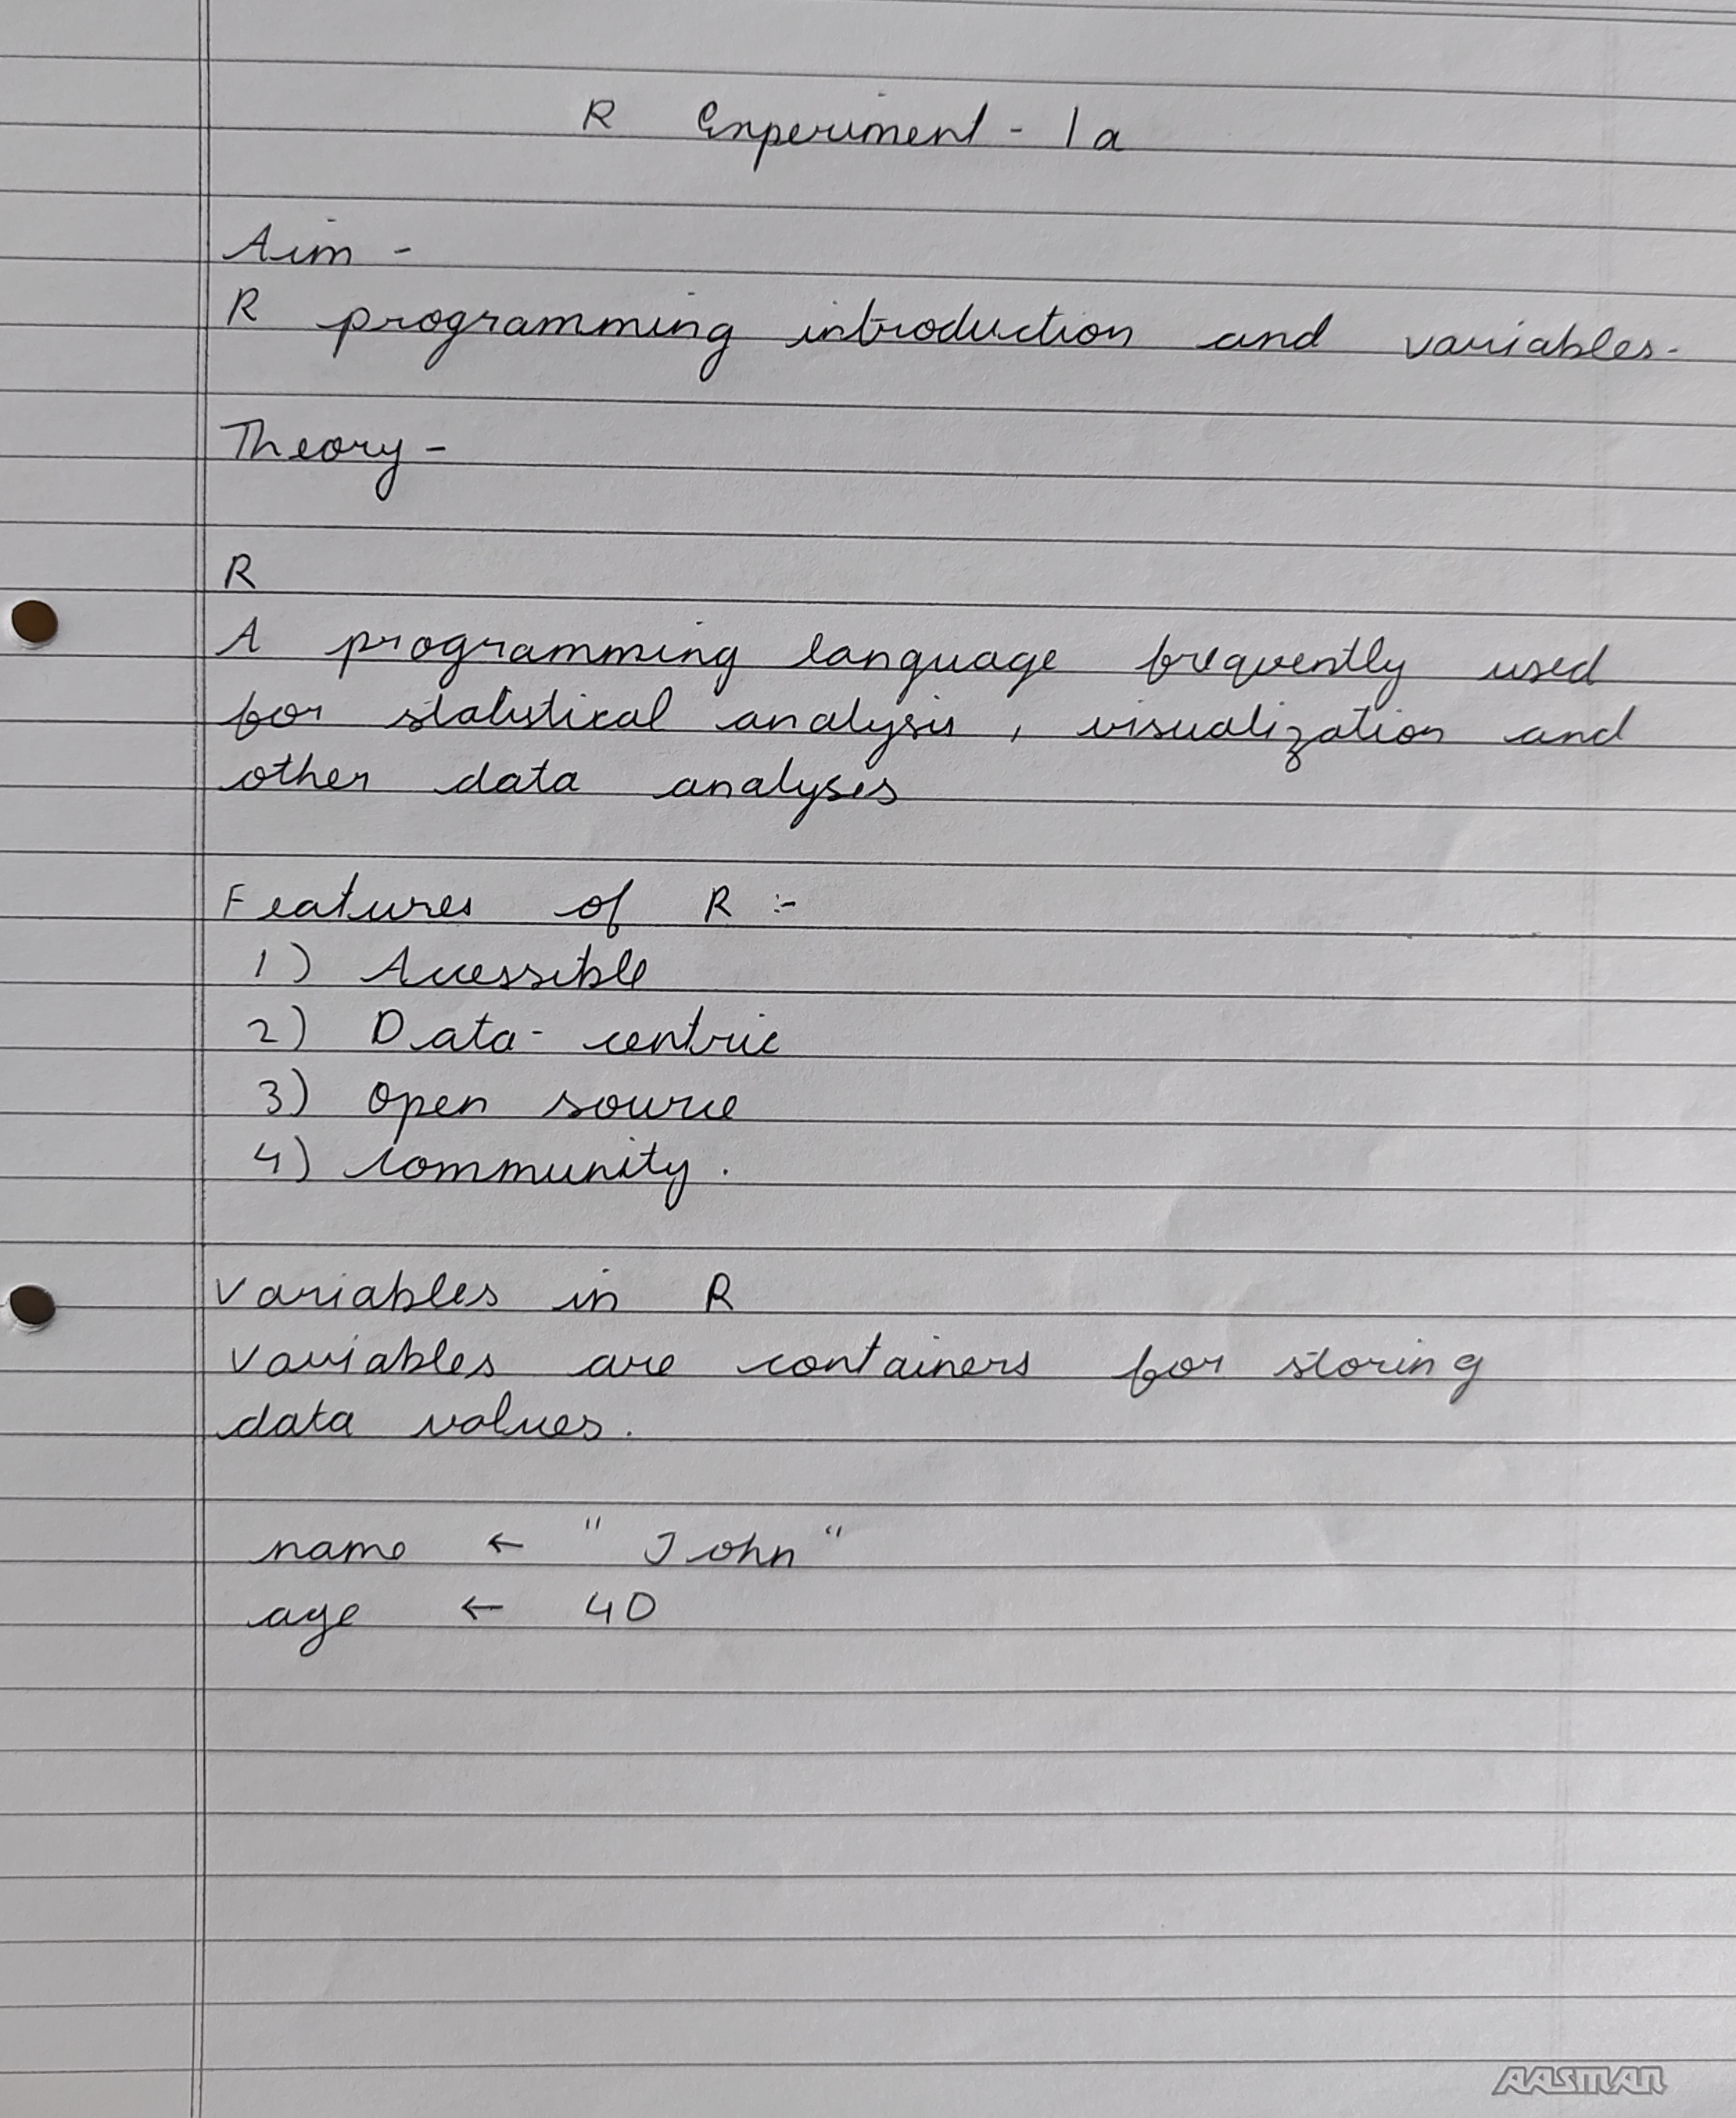 R Experiment - 1a
Aim -
R programming introduction and variables.
Theory -
R
A programming language frequently used
for statistical analysis, visualization and
other data analyses
Features of R :-
1) Acessible
2) Data-centric
3) Open source
4) Community.
Variables in R
Variables are containers for storing
data values.
name ← "John"
age ← 40
AASMAN